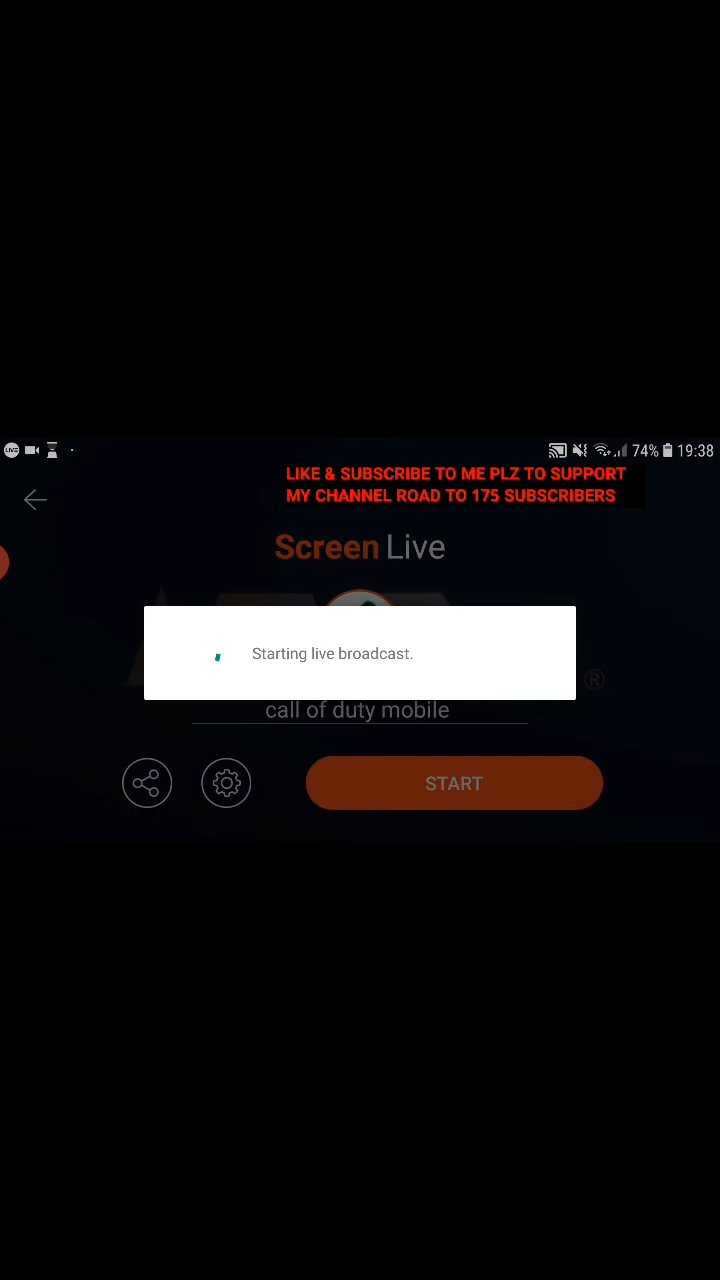 LIVE
74% 19:38
LIKE & SUBSCRIBE TO ME PLZ TO SUPPORT
MY CHANNEL ROAD TO 175 SUBSCRIBERS
Screen Live
Starting live broadcast.
®
call of duty mobile
START